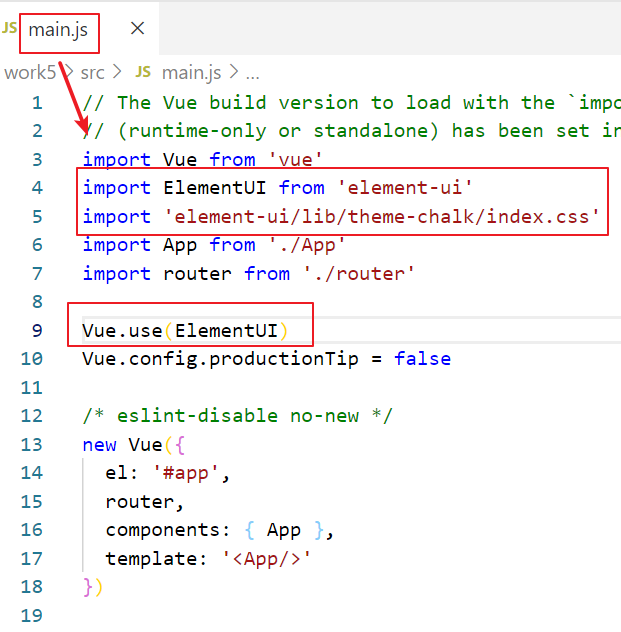 JS main.js ×
work5 > src > JS main.js > ...
1 // The Vue build version to load with the `impo
2 // (runtime-only or standalone) has been set in
3 import Vue from 'vue'
4 import ElementUI from 'element-ui'
5 import 'element-ui/lib/theme-chalk/index.css'
6 import App from './App'
7 import router from './router'
8
9 Vue.use(ElementUI)
10 Vue.config.productionTip = false
11
12 /* eslint-disable no-new */
13 new Vue({
14 el: '#app',
15 router,
16 components: { App },
17 template: '<App/>'
18 })
19